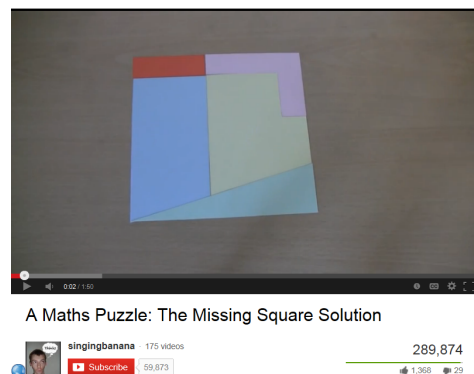 0:02 / 1:50
A Maths Puzzle: The Missing Square Solution
singingbanana · 175 videos
Subscribe 59,873
289,874
1,368 29